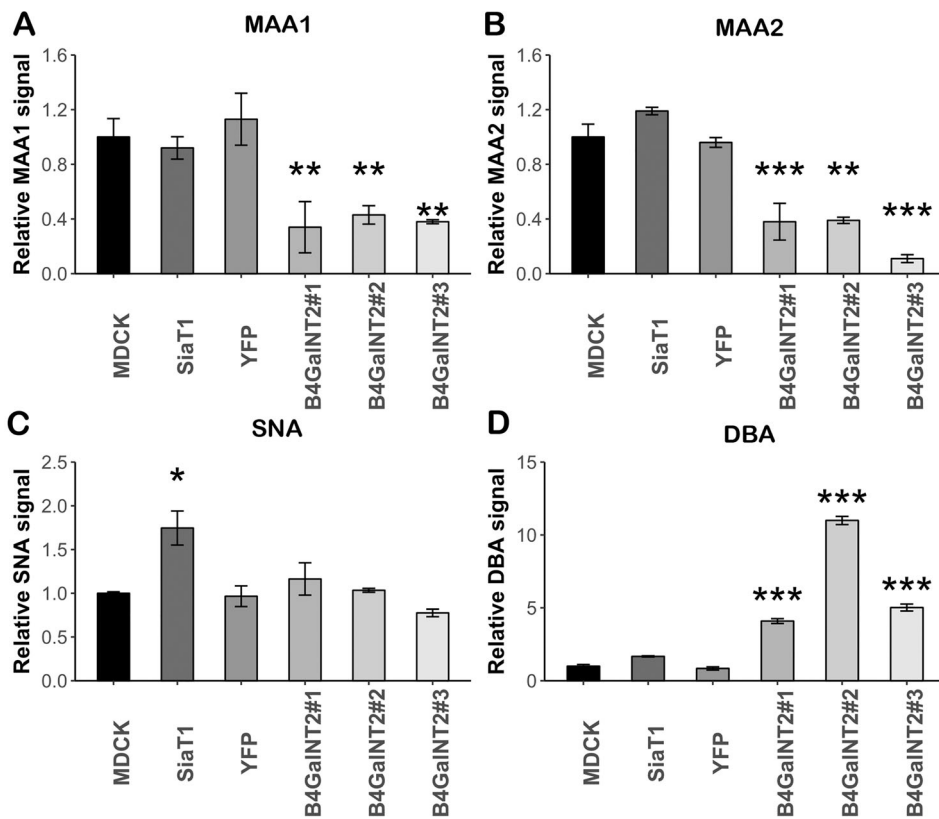 A
MAA1
Relative MAA1 signal
1.6
1.2
0.8
0.4
0.0
**
**
**
MDCK
SiaT1
YFP
B4GalNT2#1
B4GalNT2#2
B4GalNT2#3
B
MAA2
Relative MAA2 signal
1.6
1.2
0.8
0.4
0.0
***
**
***
MDCK
SiaT1
YFP
B4GalNT2#1
B4GalNT2#2
B4GalNT2#3
C
SNA
Relative SNA signal
2.5
2.0
1.5
1.0
0.5
0.0
*
MDCK
SiaT1
YFP
B4GalNT2#1
B4GalNT2#2
B4GalNT2#3
D
DBA
Relative DBA signal
15
10
5
0
***
***
***
MDCK
SiaT1
YFP
B4GalNT2#1
B4GalNT2#2
B4GalNT2#3